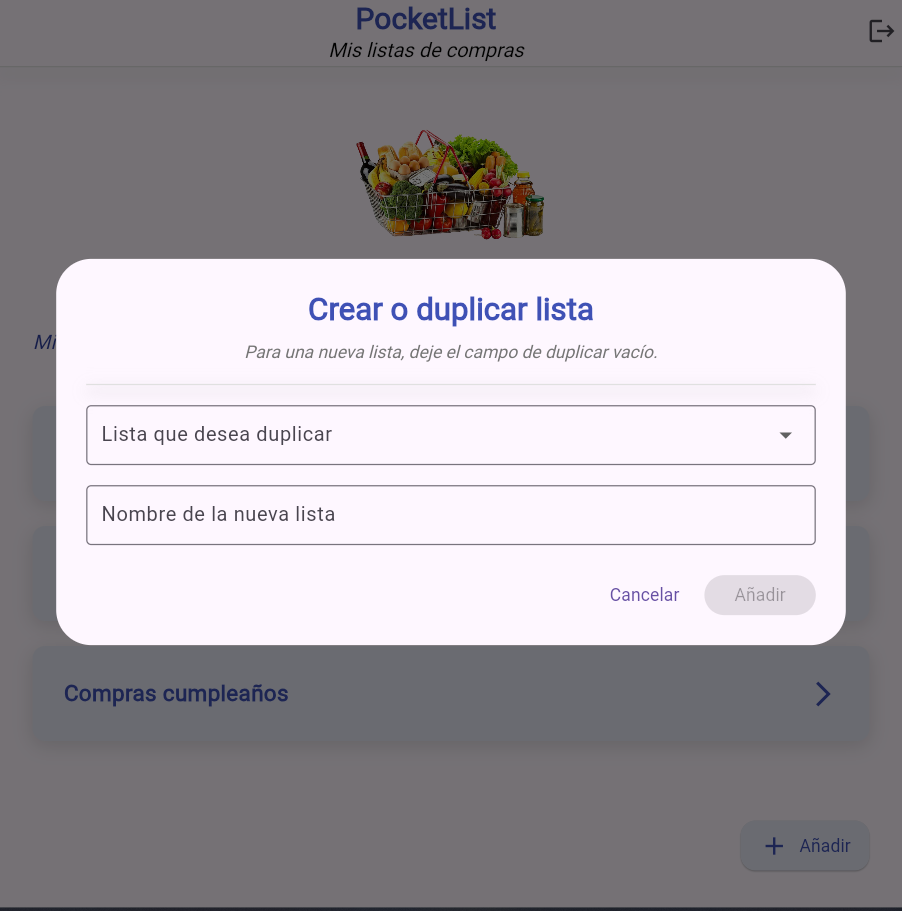 PocketList
Mis listas de compras
Crear o duplicar lista
Para una nueva lista, deje el campo de duplicar vacío.
Lista que desea duplicar
Nombre de la nueva lista
Cancelar
Añadir
Compras cumpleaños
Añadir